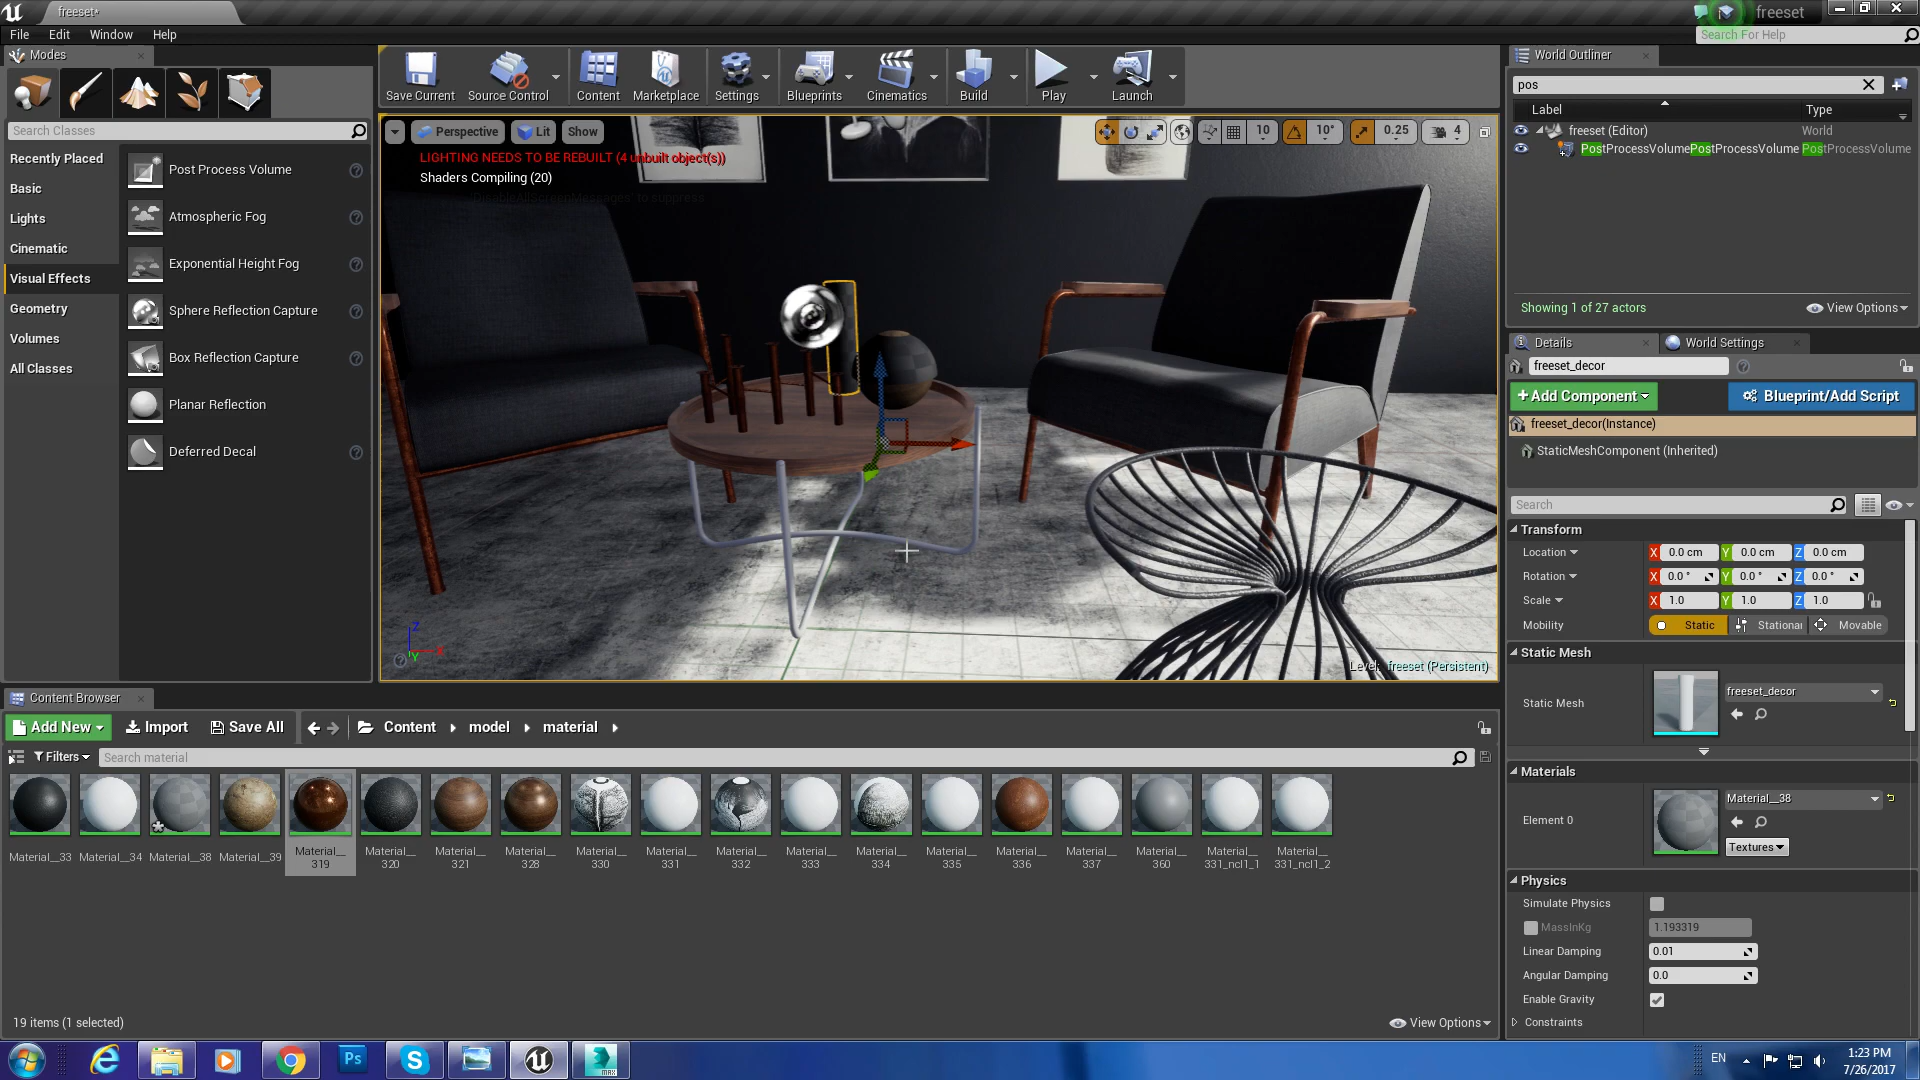 freeset*
freeset
File Edit Window Help
Search For Help
Modes
Search Classes
Recently Placed
Basic
Lights
Cinematic
Visual Effects
Geometry
Volumes
All Classes
Post Process Volume
Atmospheric Fog
Exponential Height Fog
Sphere Reflection Capture
Box Reflection Capture
Planar Reflection
Deferred Decal
Save Current Source Control Content Marketplace Settings Blueprints Cinematics Build Play Launch
Perspective Lit Show
10 10° 0.25 4
LIGHTING NEEDS TO BE REBUILT (4 unbuilt object(s))
Shaders Compiling (20)
'DisableAllScreenMessages' to suppress
Z
X
Y
Level: freeset (Persistent)
World Outliner
pos
Label Type
freeset (Editor) World
PostProcessVolumePostProcessVolume PostProcessVolume
Showing 1 of 27 actors
View Options
Details World Settings
freeset_decor
+Add Component Blueprint/Add Script
freeset_decor(Instance)
StaticMeshComponent (Inherited)
Search
Transform
Location X 0.0 cm Y 0.0 cm Z 0.0 cm
Rotation X 0.0 ° Y 0.0 ° Z 0.0 °
Scale X 1.0 Y 1.0 Z 1.0
Mobility Static Stationar Movable
Static Mesh
Static Mesh freeset_decor
Materials
Element 0 Material__38
Textures
Physics
Simulate Physics
MassInKg 1.193319
Linear Damping 0.01
Angular Damping 0.0
Enable Gravity
Constraints
Content Browser
Add New Import Save All Content model material
Filters Search material
Material__33 Material__34 Material__38 Material__39 Material__319 Material__320 Material__321 Material__328 Material__330 Material__331 Material__332 Material__333 Material__334 Material__335 Material__336 Material__337 Material__360 Material__331_ncl1_1 Material__331_ncl1_2
19 items (1 selected)
View Options
Ps
S
MAX
EN
1:23 PM
7/26/2017